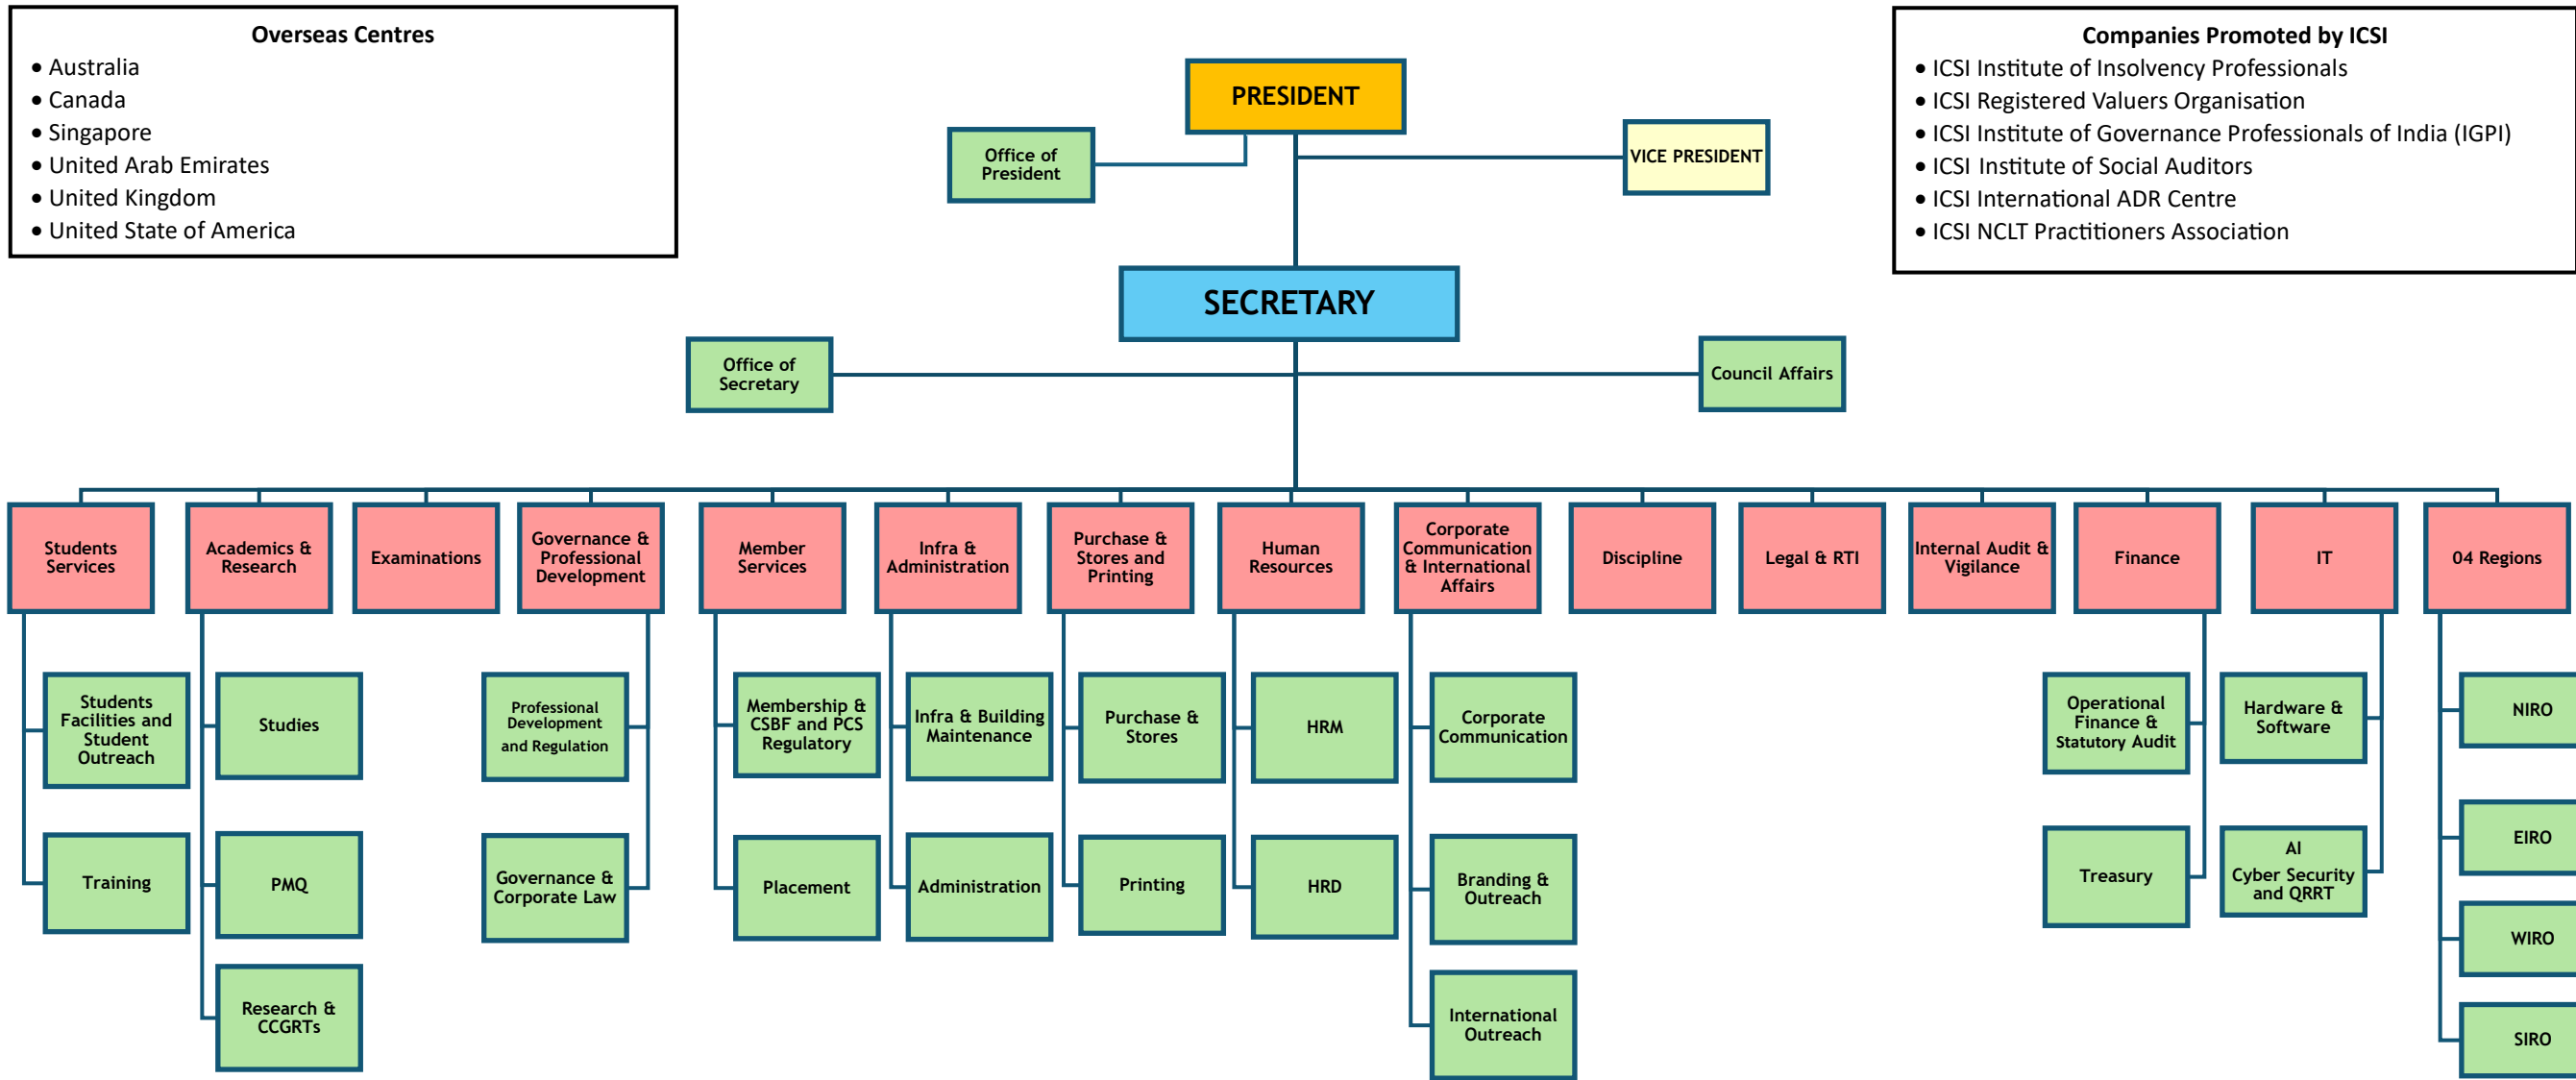 Overseas Centres
• Australia
• Canada
• Singapore
• United Arab Emirates
• United Kingdom
• United State of America
PRESIDENT
Office of
President
VICE PRESIDENT
Companies Promoted by ICSI
• ICSI Institute of Insolvency Professionals
• ICSI Registered Valuers Organisation
• ICSI Institute of Governance Professionals of India (IGPI)
• ICSI Institute of Social Auditors
• ICSI International ADR Centre
• ICSI NCLT Practitioners Association
SECRETARY
Office of
Secretary
Council Affairs
Students
Services
Academics &
Research
Examinations
Governance &
Professional
Development
Member
Services
Infra &
Administration
Purchase &
Stores and
Printing
Human
Resources
Corporate
Communication
& International
Affairs
Discipline
Legal & RTI
Internal Audit &
Vigilance
Finance
IT
04 Regions
Students
Facilities and
Student
Outreach
Studies
Professional
Development
and Regulation
Membership &
CSBF and PCS
Regulatory
Infra & Building
Maintenance
Purchase &
Stores
HRM
Corporate
Communication
Operational
Finance &
Statutory Audit
Hardware &
Software
NIRO
Training
PMQ
Governance &
Corporate Law
Placement
Administration
Printing
HRD
Branding &
Outreach
Treasury
AI
Cyber Security
and QRRT
EIRO
WIRO
Research &
CCGRTs
International
Outreach
SIRO